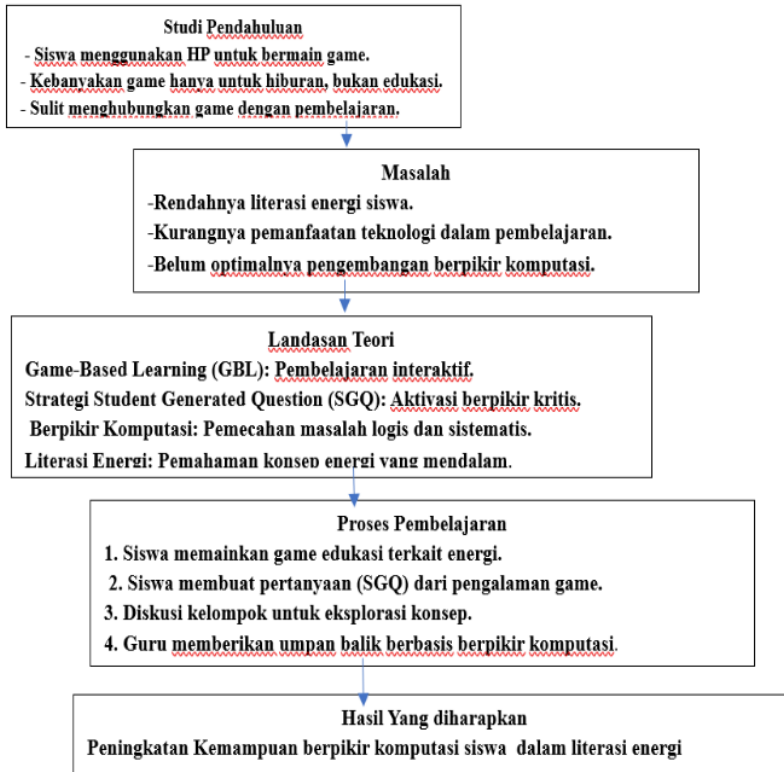 Studi Pendahuluan
- Siswa menggunakan HP untuk bermain game.
- Kebanyakan game hanya untuk hiburan, bukan edukasi.
- Sulit menghubungkan game dengan pembelajaran.
Masalah
-Rendahnya literasi energi siswa.
-Kurangnya pemanfaatan teknologi dalam pembelajaran.
-Belum optimalnya pengembangan berpikir komputasi.
Landasan Teori
Game-Based Learning (GBL): Pembelajaran interaktif.
Strategi Student Generated Question (SGQ): Aktivasi berpikir kritis.
Berpikir Komputasi: Pemecahan masalah logis dan sistematis.
Literasi Energi: Pemahaman konsep energi yang mendalam.
Proses Pembelajaran
1. Siswa memainkan game edukasi terkait energi.
2. Siswa membuat pertanyaan (SGQ) dari pengalaman game.
3. Diskusi kelompok untuk eksplorasi konsep.
4. Guru memberikan umpan balik berbasis berpikir komputasi.
Hasil Yang diharapkan
Peningkatan Kemampuan berpikir komputasi siswa dalam literasi energi